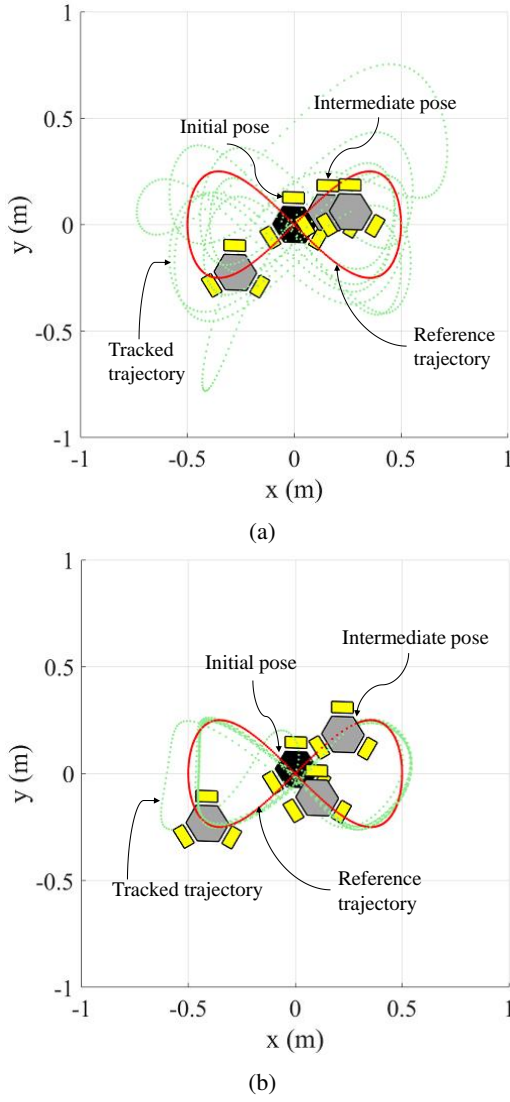 1
Intermediate pose
Initial pose
0.5
y (m)
0
-0.5
Tracked
trajectory
Reference
trajectory
-1
-1
-0.5
0
0.5
1
x (m)
(a)
1
Intermediate pose
Initial pose
0.5
y (m)
0
-0.5
Tracked trajectory
Reference
trajectory
-1
-1
-0.5
0
0.5
1
x (m)
(b)